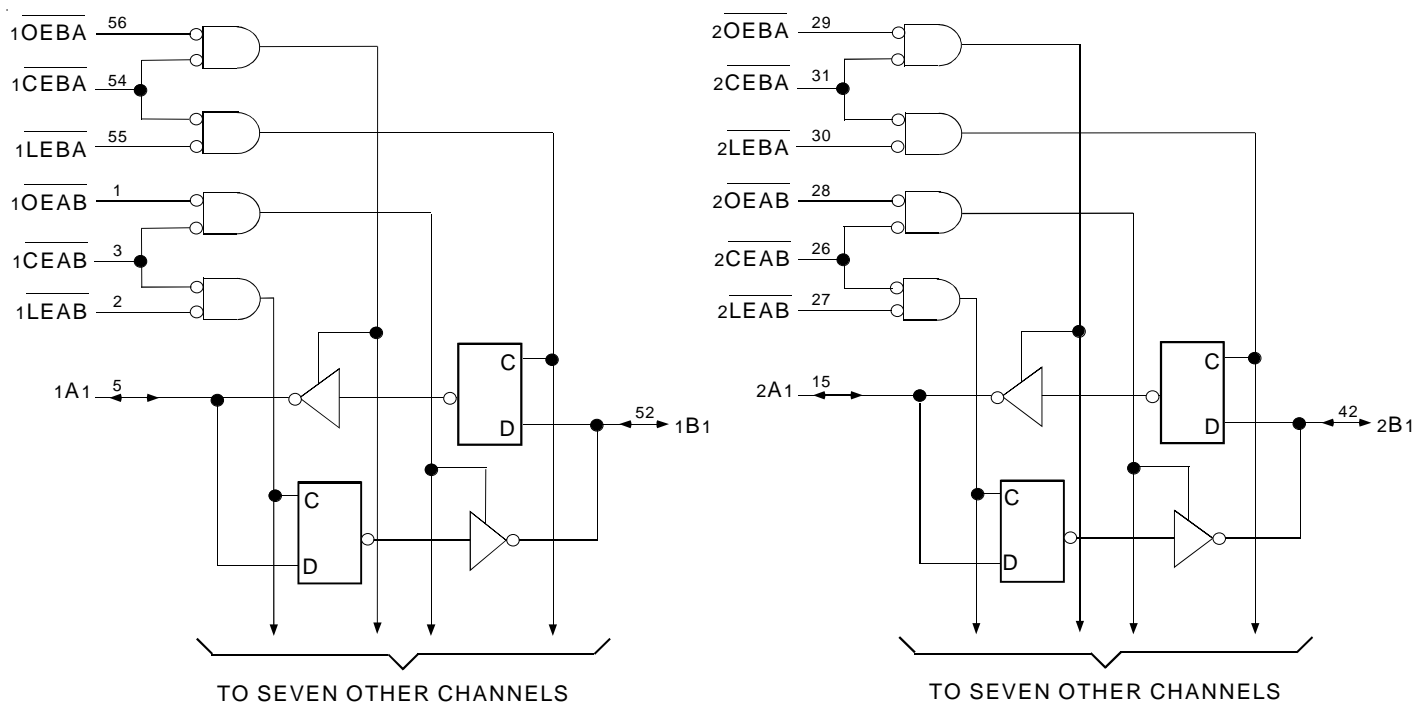 1OEBA 56
1CEBA 54
1LEBA 55
1OEAB 1
1CEAB 3
1LEAB 2
1A1 5
C
D
52 1B1
C
D
TO SEVEN OTHER CHANNELS
2OEBA 29
2CEBA 31
2LEBA 30
2OEAB 28
2CEAB 26
2LEAB 27
2A1 15
C
D
42 2B1
C
D
TO SEVEN OTHER CHANNELS